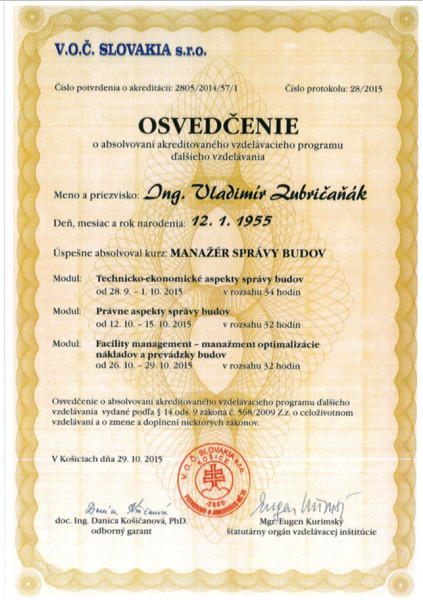 V.O.Č. SLOVAKIA s.r.o.
Číslo potvrdenia o akreditácii: 2805/2014/57/1 Číslo protokolu: 28/2015
OSVEDČENIE
o absolvovaní akreditovaného vzdelávacieho programu
ďalšieho vzdelávania
Meno a priezvisko: Ing. Vladimír Zubričaňák
Deň, mesiac a rok narodenia: 12. 1. 1955
Úspešne absolvoval kurz: MANAŽÉR SPRÁVY BUDOV
Modul: Technicko-ekonomické aspekty správy budov
od 28. 9. – 1. 10. 2015 v rozsahu 34 hodín
Modul: Právne aspekty správy budov
od 12. 10. – 15. 10. 2015 v rozsahu 32 hodín
Modul: Facility management – manažment optimalizácie
nákladov a prevádzky budov
od 26. 10. – 29. 10. 2015 v rozsahu 32 hodín
Osvedčenie o absolvovaní akreditovaného vzdelávacieho programu ďalšieho
vzdelávania vydané podľa § 14 ods. 9 zákona č. 568/2009 Z.z. o celoživotnom
vzdelávaní a o zmene a doplnení niektorých zákonov.
V Košiciach dňa 29. 10. 2015
V.O.Č. SLOVAKIA s.r.o.
KOŠICE
doc. Ing. Danica Košičanová, PhD.
odborný garant
Mgr. Eugen Kurimský
štatutárny orgán vzdelávacej inštitúcie